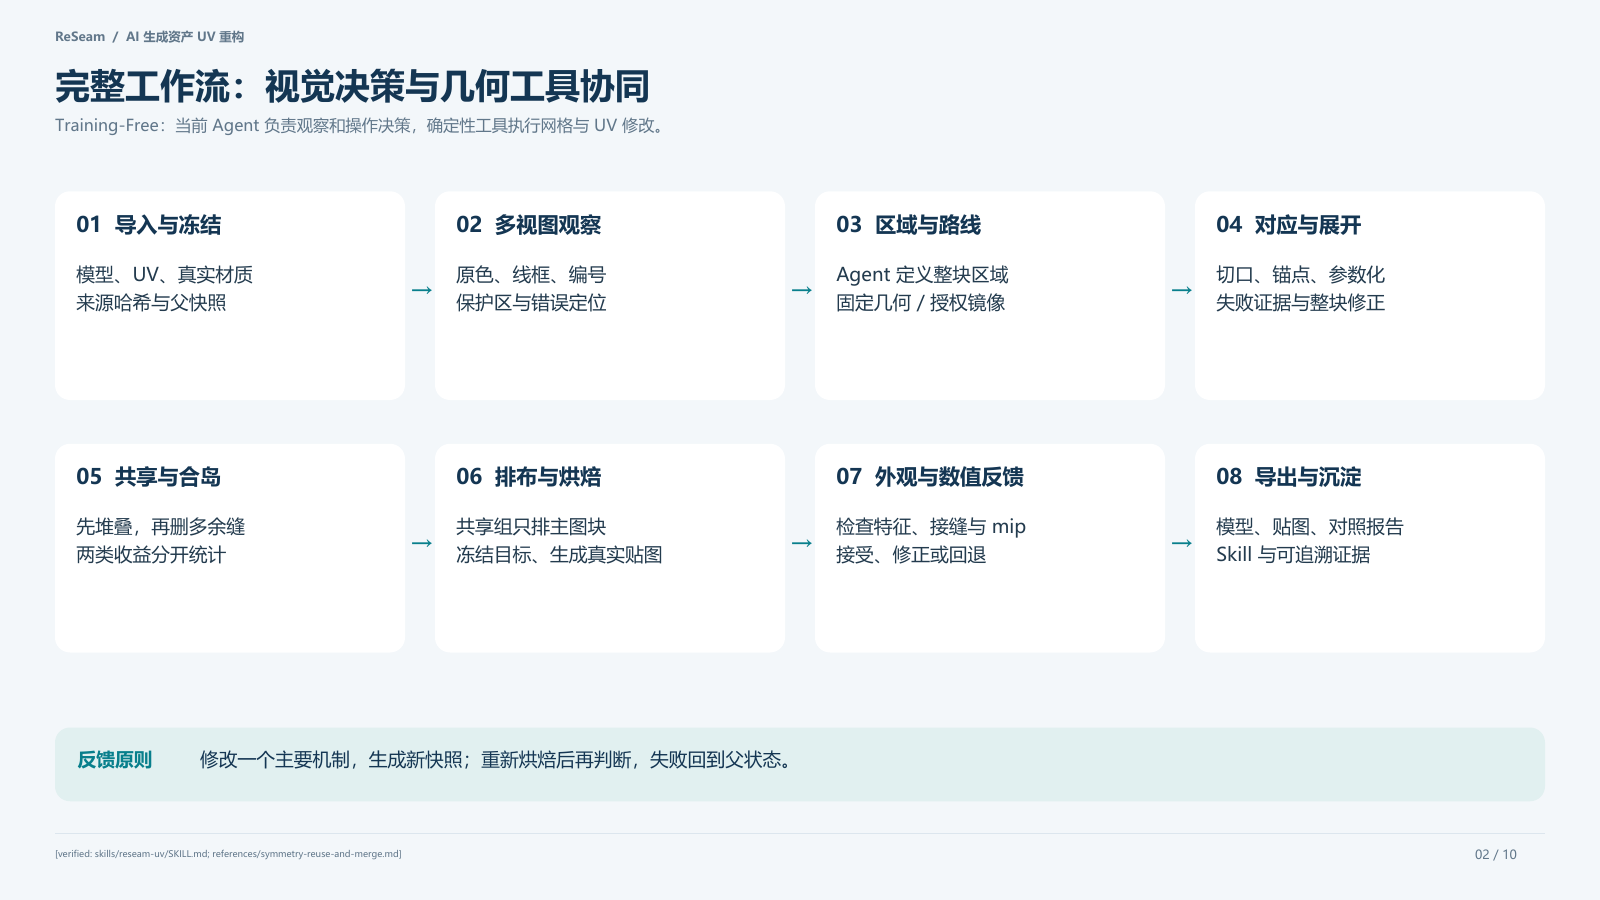 ReSeam / AI 生成资产 UV 重构
完整工作流：视觉决策与几何工具协同
Training-Free：当前 Agent 负责观察和操作决策，确定性工具执行网格与 UV 修改。
01 导入与冻结
模型、UV、真实材质
来源哈希与父快照
→
02 多视图观察
原色、线框、编号
保护区与错误定位
→
03 区域与路线
Agent 定义整块区域
固定几何 / 授权镜像
→
04 对应与展开
切口、锚点、参数化
失败证据与整块修正
05 共享与合岛
先堆叠，再删多余缝
两类收益分开统计
→
06 排布与烘焙
共享组只排主图块
冻结目标、生成真实贴图
→
07 外观与数值反馈
检查特征、接缝与 mip
接受、修正或回退
→
08 导出与沉淀
模型、贴图、对照报告
Skill 与可追溯证据
反馈原则 修改一个主要机制，生成新快照；重新烘焙后再判断，失败回到父状态。
[verified: skills/reseam-uv/SKILL.md; references/symmetry-reuse-and-merge.md]
02 / 10